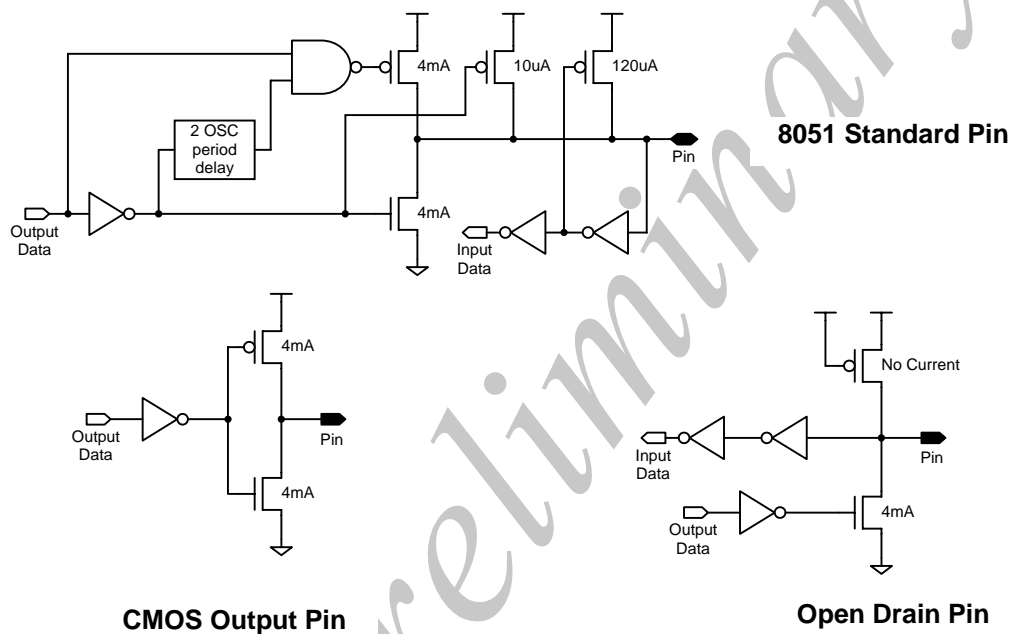 4mA
10uA
120uA
8051 Standard Pin
2 OSC
period
delay
Pin
4mA
Output
Data
Input
Data
4mA
Output
Data
Pin
4mA
CMOS Output Pin
No Current
Input
Data
Pin
4mA
Output
Data
Open Drain Pin
reliminary